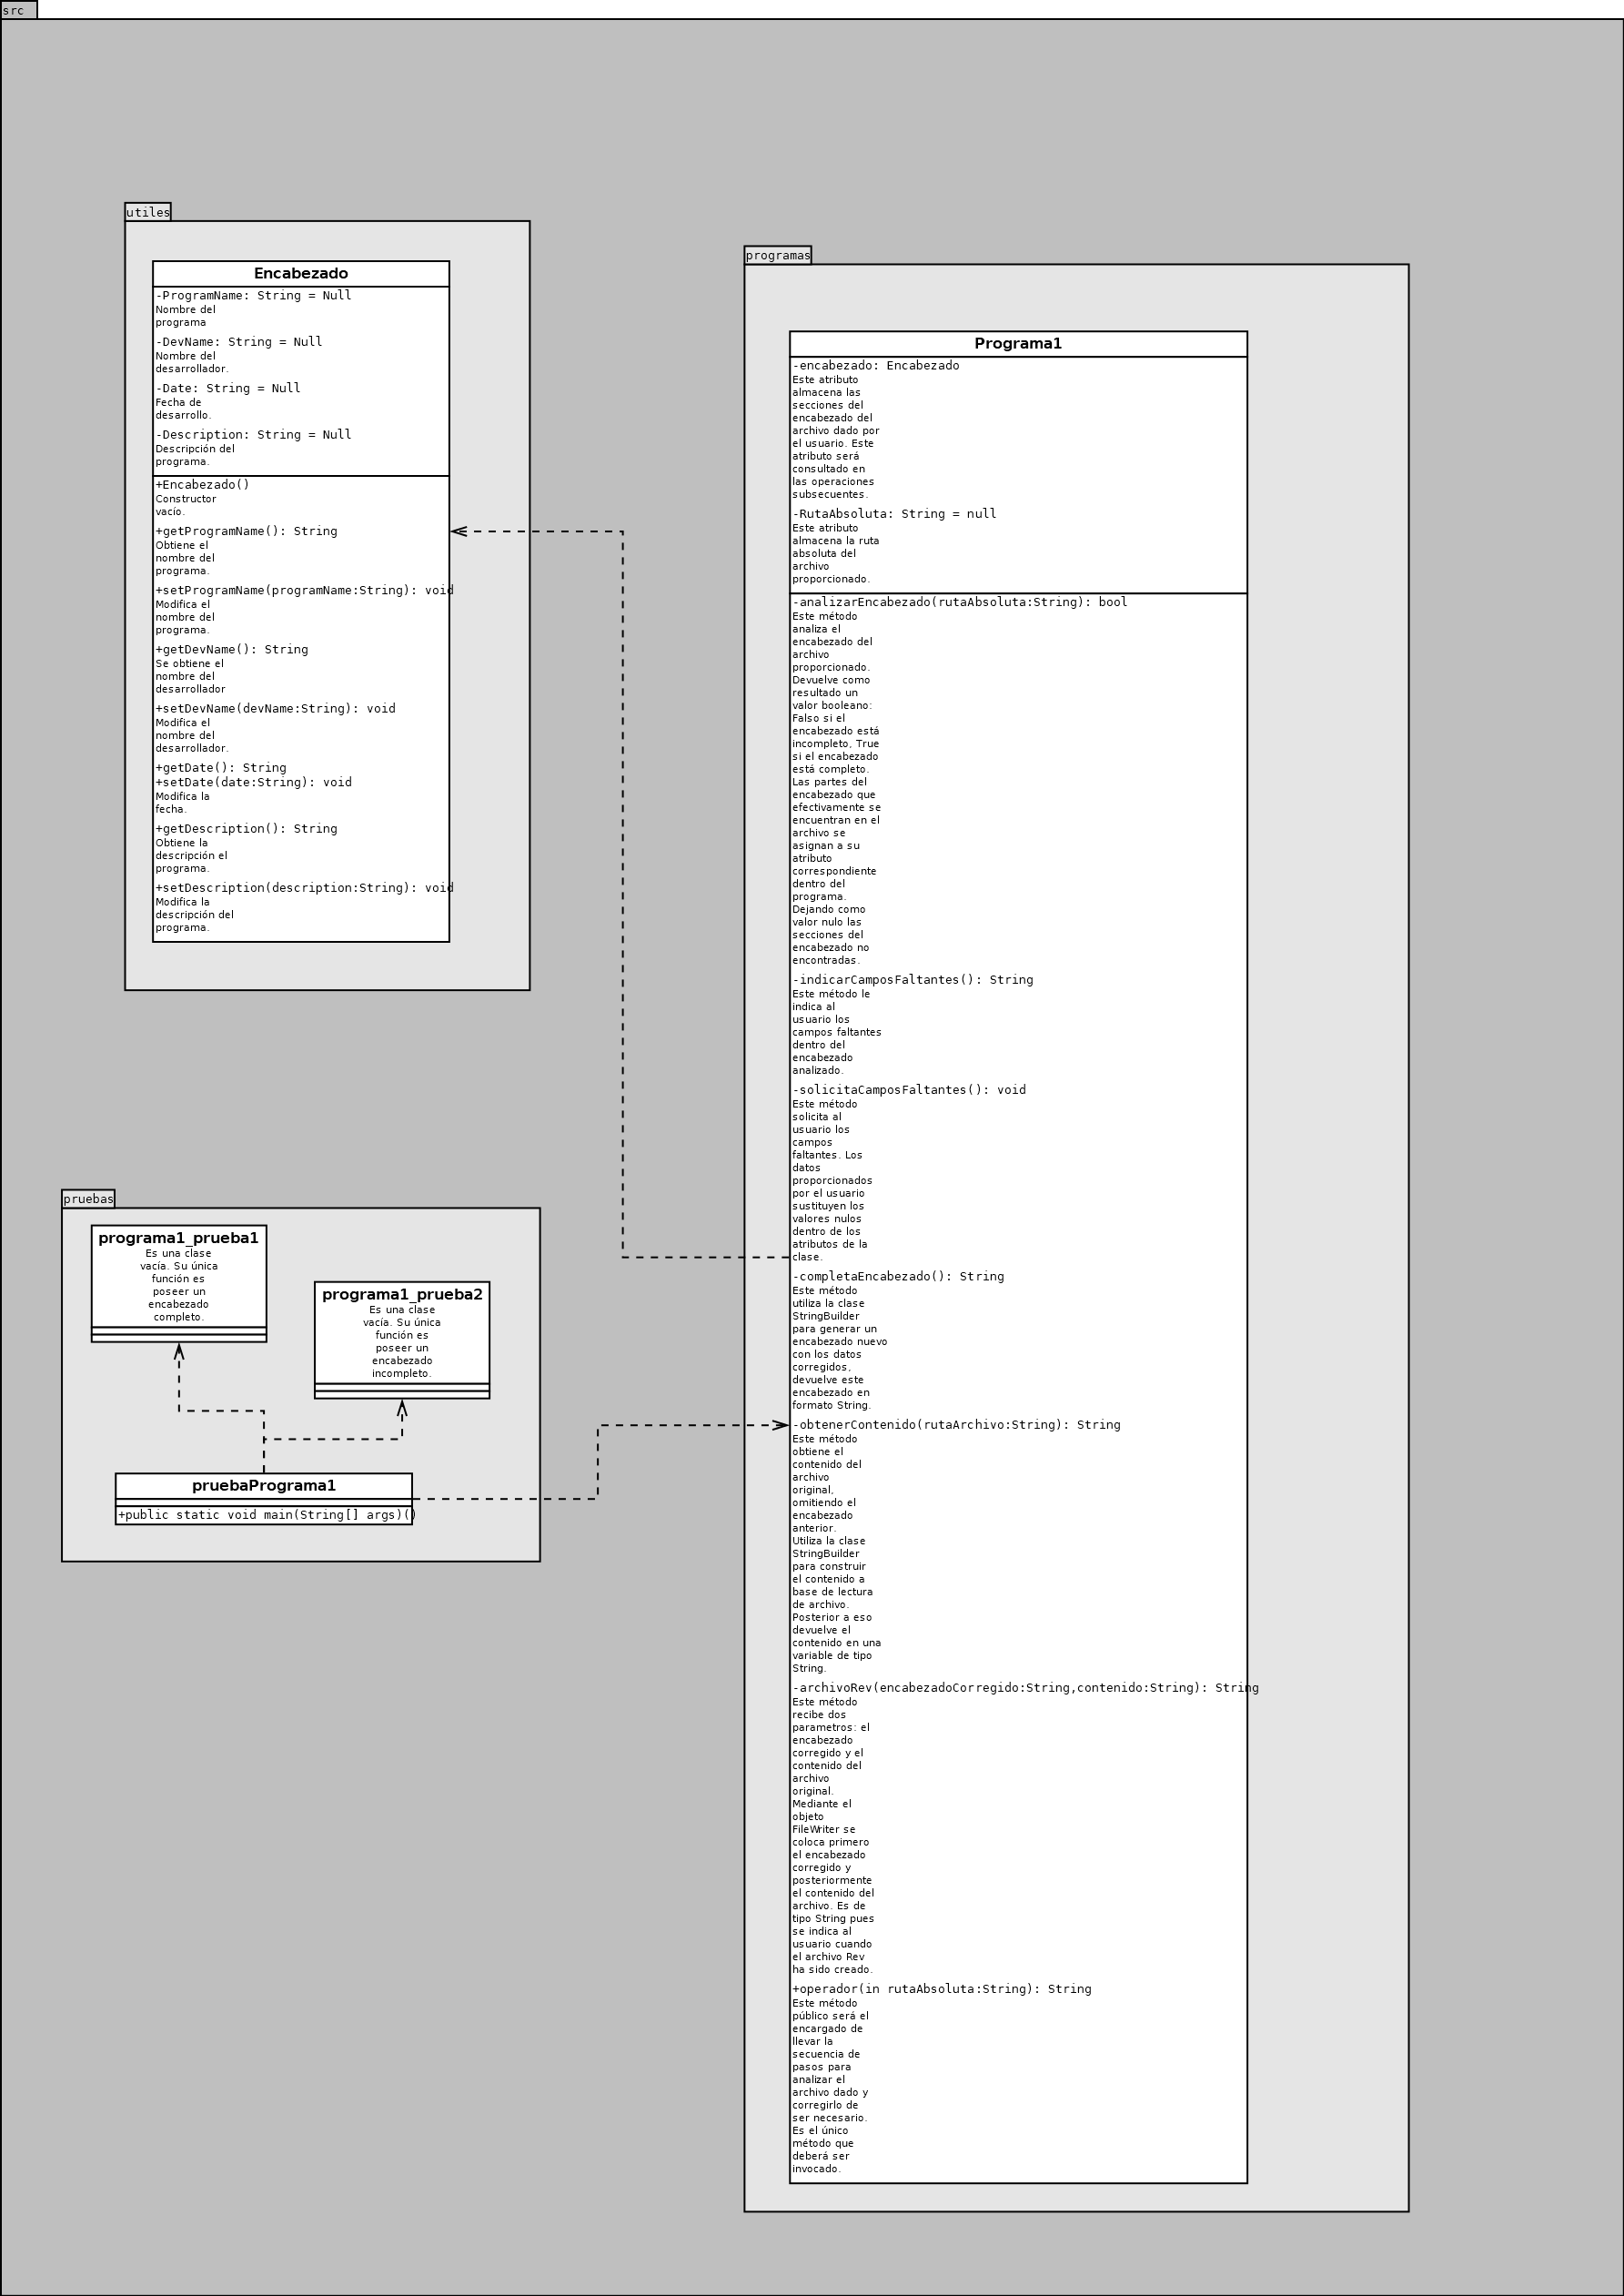 src
utiles
Encabezado
-ProgramName: String = Null
Nombre del
programa
-DevName: String = Null
Nombre del
desarrollador.
-Date: String = Null
Fecha de
desarrollo.
-Description: String = Null
Descripción del
programa.
+Encabezado()
Constructor
vacío.
+getProgramName(): String
Obtiene el
nombre del
programa.
+setProgramName(programName:String): void
Modifica el
nombre del
programa.
+getDevName(): String
Se obtiene el
nombre del
desarrollador
+setDevName(devName:String): void
Modifica el
nombre del
desarrollador.
+getDate(): String
+setDate(date:String): void
Modifica la
fecha.
+getDescription(): String
Obtiene la
descripción el
programa.
+setDescription(description:String): void
Modifica la
descripción del
programa.
programas
Programa1
-encabezado: Encabezado
Este atributo
almacena las
secciones del
encabezado del
archivo dado por
el usuario. Este
atributo será
consultado en
las operaciones
subsecuentes.
-RutaAbsoluta: String = null
Este atributo
almacena la ruta
absoluta del
archivo
proporcionado.
-analizarEncabezado(rutaAbsoluta:String): bool
Este método
analiza el
encabezado del
archivo
proporcionado.
Devuelve como
resultado un
valor booleano:
Falso si el
encabezado está
incompleto, True
si el encabezado
está completo.
Las partes del
encabezado que
efectivamente se
encuentran en el
archivo se
asignan a su
atributo
correspondiente
dentro del
programa.
Dejando como
valor nulo las
secciones del
encabezado no
encontradas.
-indicarCamposFaltantes(): String
Este método le
indica al
usuario los
campos faltantes
dentro del
encabezado
analizado.
-solicitaCamposFaltantes(): void
Este método
solicita al
usuario los
campos
faltantes. Los
datos
proporcionados
por el usuario
sustituyen los
valores nulos
dentro de los
atributos de la
clase.
-completaEncabezado(): String
Este método
utiliza la clase
StringBuilder
para generar un
encabezado nuevo
con los datos
corregidos,
devuelve este
encabezado en
formato String.
-obtenerContenido(rutaArchivo:String): String
Este método
obtiene el
contenido del
archivo
original,
omitiendo el
encabezado
anterior.
Utiliza la clase
StringBuilder
para construir
el contenido a
base de lectura
de archivo.
Posterior a eso
devuelve el
contenido en una
variable de tipo
String.
-archivoRev(encabezadoCorregido:String,contenido:String): String
Este método
recibe dos
parametros: el
encabezado
corregido y el
contenido del
archivo
original.
Mediante el
objeto
FileWriter se
coloca primero
el encabezado
corregido y
posteriormente
el contenido del
archivo. Es de
tipo String pues
se indica al
usuario cuando
el archivo Rev
ha sido creado.
+operador(in rutaAbsoluta:String): String
Este método
público será el
encargado de
llevar la
secuencia de
pasos para
analizar el
archivo dado y
corregirlo de
ser necesario.
Es el único
método que
deberá ser
invocado.
pruebas
programa1_prueba1
Es una clase
vacía. Su única
función es
poseer un
encabezado
completo.
programa1_prueba2
Es una clase
vacía. Su única
función es
poseer un
encabezado
incompleto.
pruebaPrograma1
+public static void main(String[] args)()